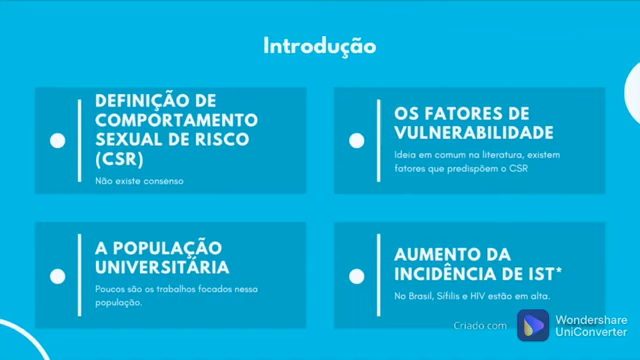 Introdução
DEFINIÇÃO DE
COMPORTAMENTO
SEXUAL DE RISCO
(CSR)
Não existe consenso
OS FATORES DE
VULNERABILIDADE
Ideia em comum na literatura, existem
fatores que predispõem o CSR
A POPULAÇÃO
UNIVERSITÁRIA
Poucos são os trabalhos focados nessa
população.
AUMENTO DA
INCIDÊNCIA DE IST*
No Brasil, Sífilis e HIV estão em alta.
Criado com
Wondershare
UniConverter